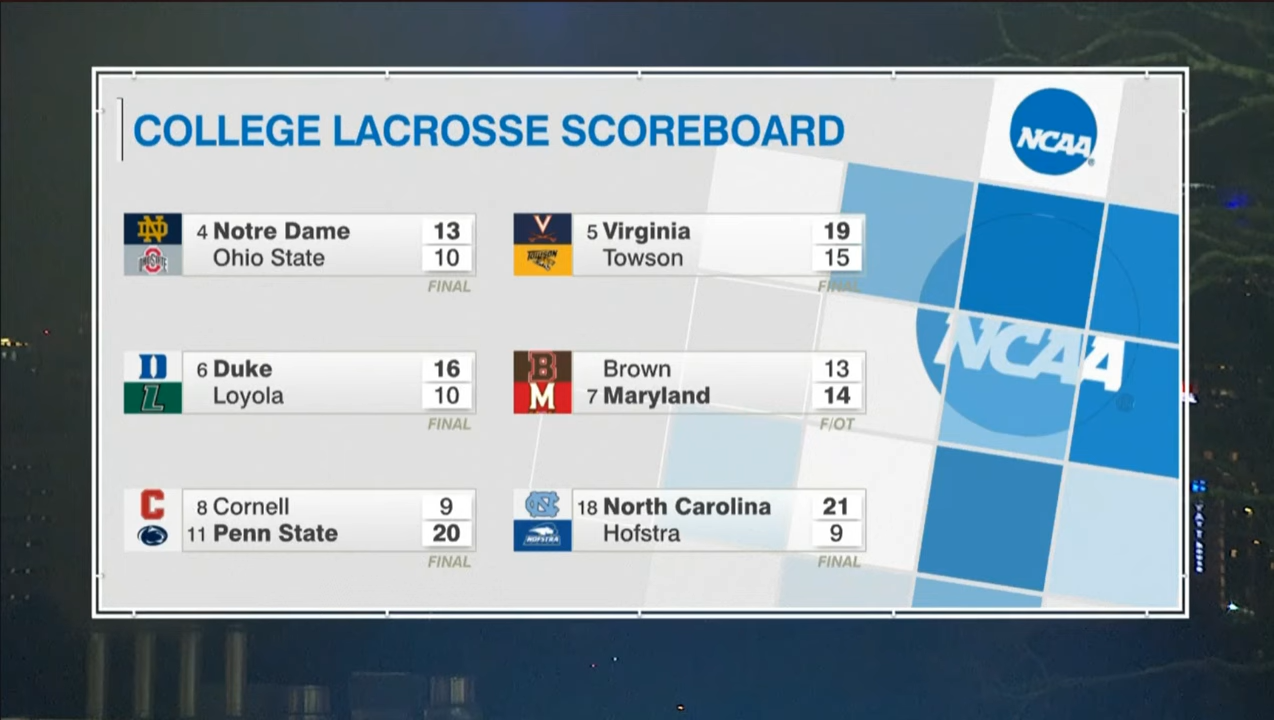 COLLEGE LACROSSE SCOREBOARD
NCAA
4 Notre Dame 13
Ohio State 10
FINAL
5 Virginia 19
Towson 15
FINAL
6 Duke 16
Loyola 10
FINAL
Brown 13
7 Maryland 14
F/OT
8 Cornell 9
11 Penn State 20
FINAL
18 North Carolina 21
Hofstra 9
FINAL
NCAA